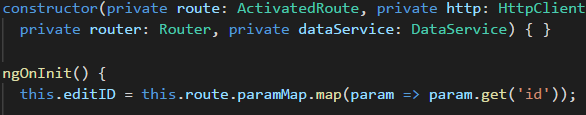 constructor(private route: ActivatedRoute, private http: HttpClient
private router: Router, private dataService: DataService) { }
ngOnInit() {
this.editID = this.route.paramMap.map(param => param.get('id'));